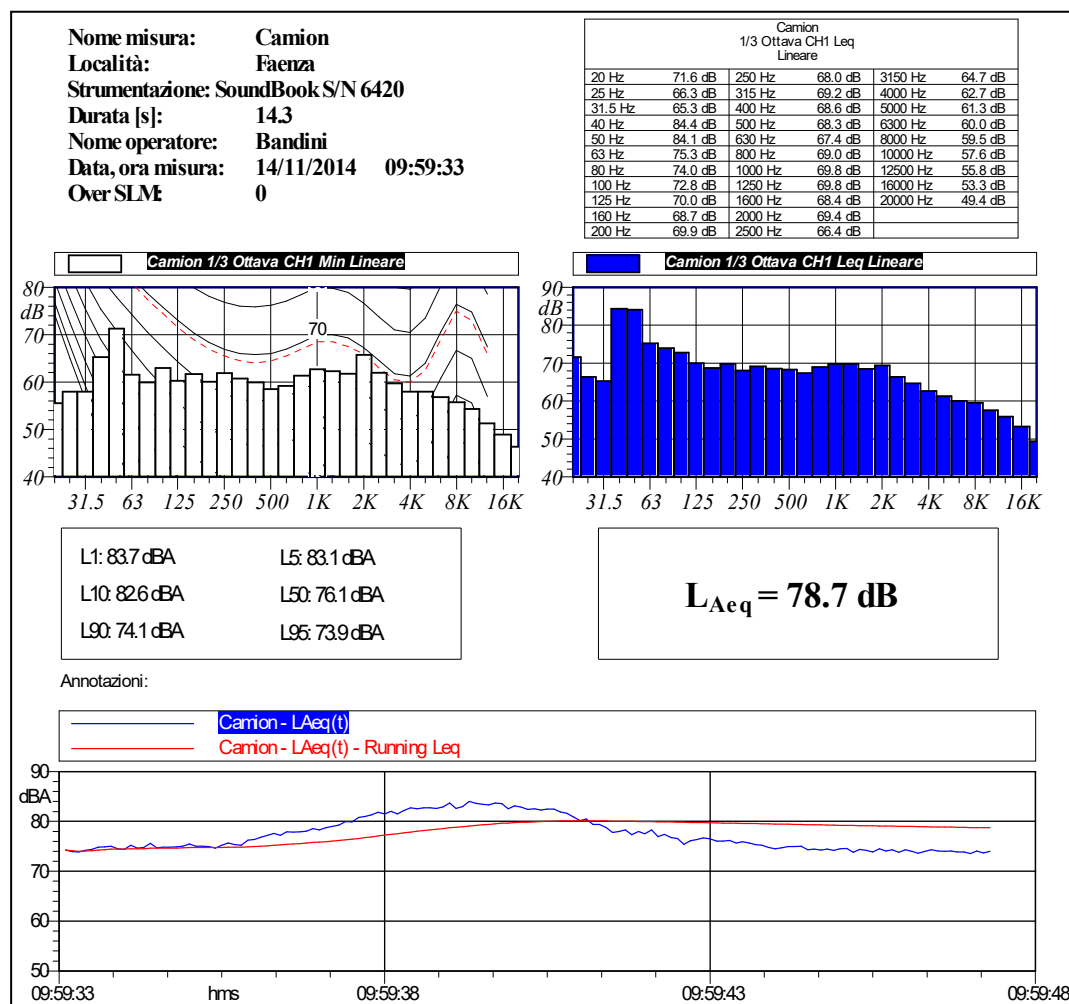 Nome misura: Camion
Località: Faenza
Strumentazione: SoundBook S/N 6420
Durata [s]: 14.3
Nome operatore: Bandini
Data, ora misura: 14/11/2014 09:59:33
Over SLM: 0
Camion
1/3 Ottava CH1 Leq
Lineare
20 Hz 71.6 dB 250 Hz 68.0 dB 3150 Hz 64.7 dB
25 Hz 66.3 dB 315 Hz 69.2 dB 4000 Hz 62.7 dB
31.5 Hz 65.3 dB 400 Hz 68.6 dB 5000 Hz 61.3 dB
40 Hz 84.4 dB 500 Hz 68.3 dB 6300 Hz 60.0 dB
50 Hz 84.1 dB 630 Hz 67.4 dB 8000 Hz 59.5 dB
63 Hz 75.3 dB 800 Hz 69.0 dB 10000 Hz 57.6 dB
80 Hz 74.0 dB 1000 Hz 69.8 dB 12500 Hz 55.8 dB
100 Hz 72.8 dB 1250 Hz 69.8 dB 16000 Hz 53.3 dB
125 Hz 70.0 dB 1600 Hz 68.4 dB 20000 Hz 49.4 dB
160 Hz 68.7 dB 2000 Hz 69.4 dB
200 Hz 69.9 dB 2500 Hz 66.4 dB
Camion 1/3 Ottava CH1 Min Lineare
80
dB
70
70
60
50
40
31.5 63 125 250 500 1K 2K 4K 8K 16K
Camion 1/3 Ottava CH1 Leq Lineare
90
dB
80
70
60
50
40
31.5 63 125 250 500 1K 2K 4K 8K 16K
L1: 83.7 dBA L5: 83.1 dBA
L10: 82.6 dBA L50: 76.1 dBA
L90: 74.1 dBA L95: 73.9 dBA
LAeq = 78.7 dB
Annotazioni:
Camion - LAeq(t)
Camion - LAeq(t) - Running Leq
90
dBA
80
70
60
50
09:59:33 hms 09:59:38 09:59:43 09:59:48